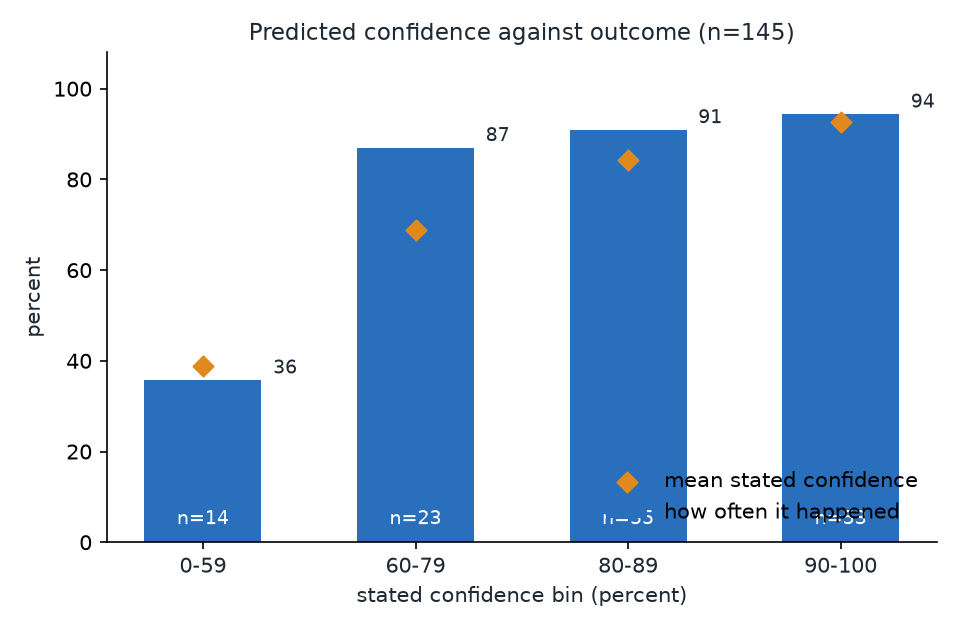 Predicted confidence against outcome (n=145)
100
80
60
40
20
0
percent
36
87
91
94
n=14
n=23
mean stated confidence
how often it happened
0-59
60-79
80-89
90-100
stated confidence bin (percent)